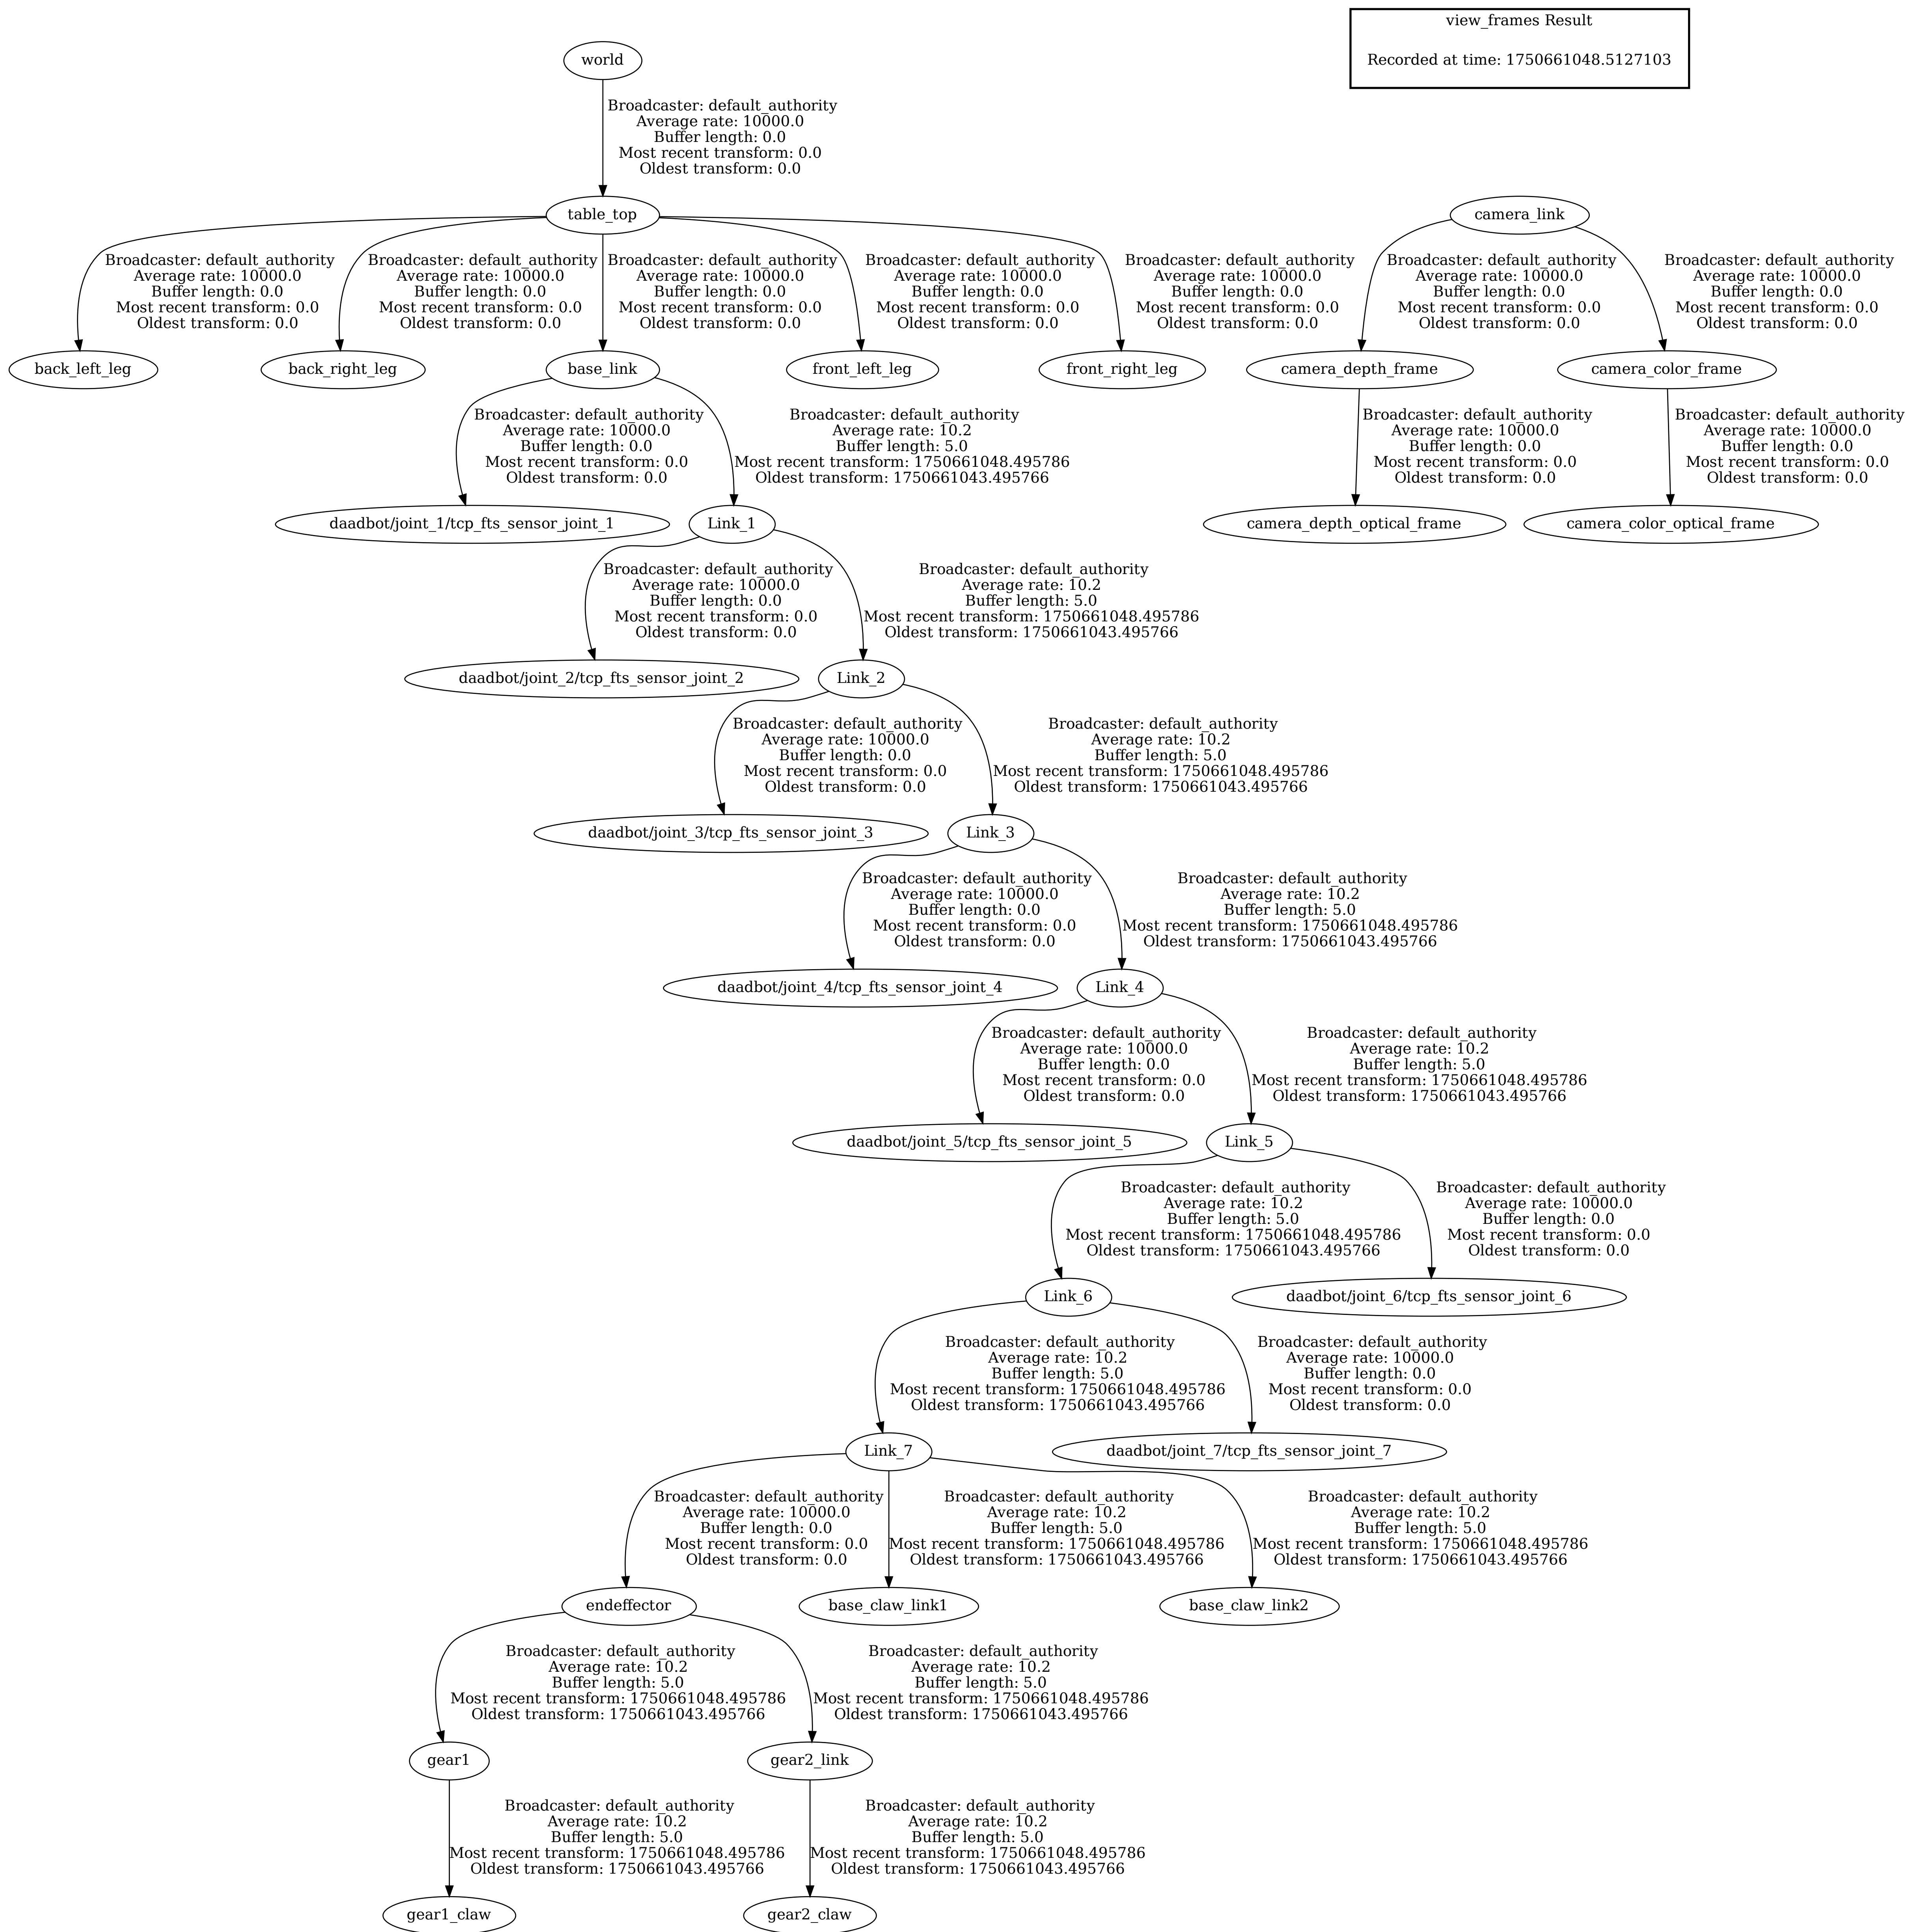 view_frames Result
Recorded at time: 1750661048.5127103
world
Broadcaster: default_authority
Average rate: 10000.0
Buffer length: 0.0
Most recent transform: 0.0
Oldest transform: 0.0
table_top
camera_link
Broadcaster: default_authority
Average rate: 10000.0
Buffer length: 0.0
Most recent transform: 0.0
Oldest transform: 0.0
Broadcaster: default_authority
Average rate: 10000.0
Buffer length: 0.0
Most recent transform: 0.0
Oldest transform: 0.0
Broadcaster: default_authority
Average rate: 10000.0
Buffer length: 0.0
Most recent transform: 0.0
Oldest transform: 0.0
Broadcaster: default_authority
Average rate: 10000.0
Buffer length: 0.0
Most recent transform: 0.0
Oldest transform: 0.0
Broadcaster: default_authority
Average rate: 10000.0
Buffer length: 0.0
Most recent transform: 0.0
Oldest transform: 0.0
Broadcaster: default_authority
Average rate: 10000.0
Buffer length: 0.0
Most recent transform: 0.0
Oldest transform: 0.0
Broadcaster: default_authority
Average rate: 10000.0
Buffer length: 0.0
Most recent transform: 0.0
Oldest transform: 0.0
back_left_leg
back_right_leg
base_link
front_left_leg
front_right_leg
camera_depth_frame
camera_color_frame
Broadcaster: default_authority
Average rate: 10000.0
Buffer length: 0.0
Most recent transform: 0.0
Oldest transform: 0.0
Broadcaster: default_authority
Average rate: 10.2
Buffer length: 5.0
Most recent transform: 1750661048.495786
Oldest transform: 1750661043.495766
Broadcaster: default_authority
Average rate: 10000.0
Buffer length: 0.0
Most recent transform: 0.0
Oldest transform: 0.0
Broadcaster: default_authority
Average rate: 10000.0
Buffer length: 0.0
Most recent transform: 0.0
Oldest transform: 0.0
daadbot/joint_1/tcp_fts_sensor_joint_1
Link_1
camera_depth_optical_frame
camera_color_optical_frame
Broadcaster: default_authority
Average rate: 10000.0
Buffer length: 0.0
Most recent transform: 0.0
Oldest transform: 0.0
Broadcaster: default_authority
Average rate: 10.2
Buffer length: 5.0
Most recent transform: 1750661048.495786
Oldest transform: 1750661043.495766
daadbot/joint_2/tcp_fts_sensor_joint_2
Link_2
Broadcaster: default_authority
Average rate: 10000.0
Buffer length: 0.0
Most recent transform: 0.0
Oldest transform: 0.0
Broadcaster: default_authority
Average rate: 10.2
Buffer length: 5.0
Most recent transform: 1750661048.495786
Oldest transform: 1750661043.495766
daadbot/joint_3/tcp_fts_sensor_joint_3
Link_3
Broadcaster: default_authority
Average rate: 10000.0
Buffer length: 0.0
Most recent transform: 0.0
Oldest transform: 0.0
Broadcaster: default_authority
Average rate: 10.2
Buffer length: 5.0
Most recent transform: 1750661048.495786
Oldest transform: 1750661043.495766
daadbot/joint_4/tcp_fts_sensor_joint_4
Link_4
Broadcaster: default_authority
Average rate: 10000.0
Buffer length: 0.0
Most recent transform: 0.0
Oldest transform: 0.0
Broadcaster: default_authority
Average rate: 10.2
Buffer length: 5.0
Most recent transform: 1750661048.495786
Oldest transform: 1750661043.495766
daadbot/joint_5/tcp_fts_sensor_joint_5
Link_5
Broadcaster: default_authority
Average rate: 10.2
Buffer length: 5.0
Most recent transform: 1750661048.495786
Oldest transform: 1750661043.495766
Broadcaster: default_authority
Average rate: 10000.0
Buffer length: 0.0
Most recent transform: 0.0
Oldest transform: 0.0
Link_6
daadbot/joint_6/tcp_fts_sensor_joint_6
Broadcaster: default_authority
Average rate: 10.2
Buffer length: 5.0
Most recent transform: 1750661048.495786
Oldest transform: 1750661043.495766
Broadcaster: default_authority
Average rate: 10000.0
Buffer length: 0.0
Most recent transform: 0.0
Oldest transform: 0.0
Link_7
daadbot/joint_7/tcp_fts_sensor_joint_7
Broadcaster: default_authority
Average rate: 10000.0
Buffer length: 0.0
Most recent transform: 0.0
Oldest transform: 0.0
Broadcaster: default_authority
Average rate: 10.2
Buffer length: 5.0
Most recent transform: 1750661048.495786
Oldest transform: 1750661043.495766
Broadcaster: default_authority
Average rate: 10.2
Buffer length: 5.0
Most recent transform: 1750661048.495786
Oldest transform: 1750661043.495766
endeffector
base_claw_link1
base_claw_link2
Broadcaster: default_authority
Average rate: 10.2
Buffer length: 5.0
Most recent transform: 1750661048.495786
Oldest transform: 1750661043.495766
Broadcaster: default_authority
Average rate: 10.2
Buffer length: 5.0
Most recent transform: 1750661048.495786
Oldest transform: 1750661043.495766
gear1
gear2_link
Broadcaster: default_authority
Average rate: 10.2
Buffer length: 5.0
Most recent transform: 1750661048.495786
Oldest transform: 1750661043.495766
Broadcaster: default_authority
Average rate: 10.2
Buffer length: 5.0
Most recent transform: 1750661048.495786
Oldest transform: 1750661043.495766
gear1_claw
gear2_claw